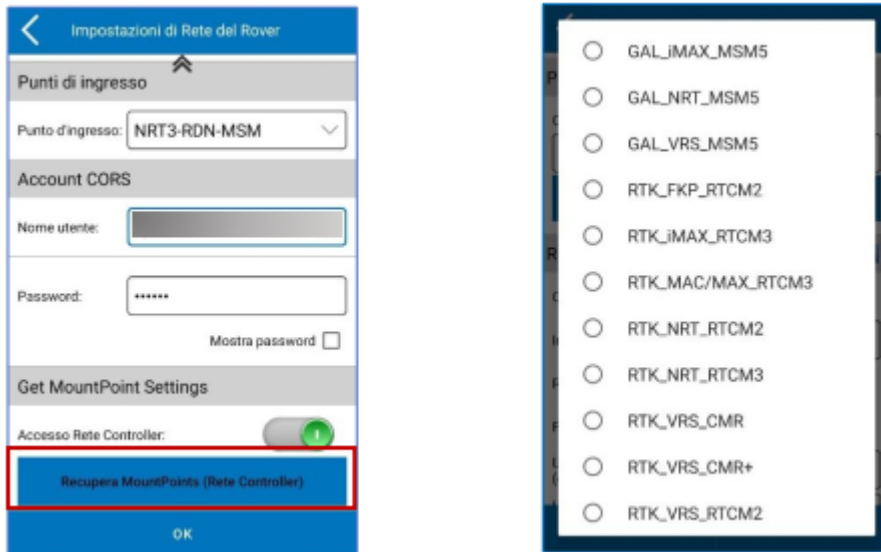 Impostazioni di Rete del Rover
Punti di ingresso
Punto d'ingresso: NRT3-RDN-MSM
Account CORS
Nome utente:
Password: ••••••
Mostra password
Get MountPoint Settings
Accesso Rete Controller:
Recupera MountPoints (Rete Controller)
OK
GAL_iMAX_MSM5
GAL_NRT_MSM5
GAL_VRS_MSM5
RTK_FKP_RTCM2
RTK_iMAX_RTCM3
RTK_MAC/MAX_RTCM3
RTK_NRT_RTCM2
RTK_NRT_RTCM3
RTK_VRS_CMR
RTK_VRS_CMR+
RTK_VRS_RTCM2